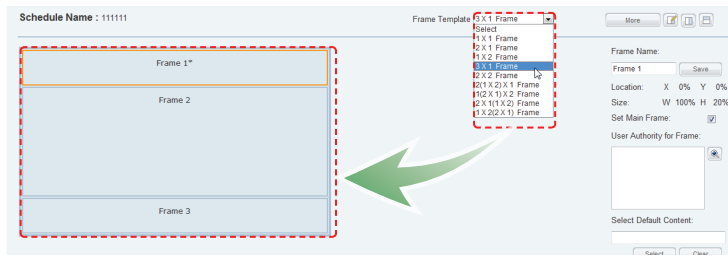 Schedule Name : 111111
Frame Template 3 X 1 Frame
More
Select
1 X 1 Frame
2 X 1 Frame
1 X 2 Frame
3 X 1 Frame
2 X 2 Frame
2(1 X 2) X 1 Frame
1(2 X 1) X 2 Frame
2 X 1(1 X 2) Frame
1 X 2(2 X 1) Frame
Frame 1*
Frame 2
Frame 3
Frame Name:
Frame 1 Save
Location: X 0% Y 0%
Size: W 100% H 20%
Set Main Frame:
User Authority for Frame:
Select Default Content:
Select Clear